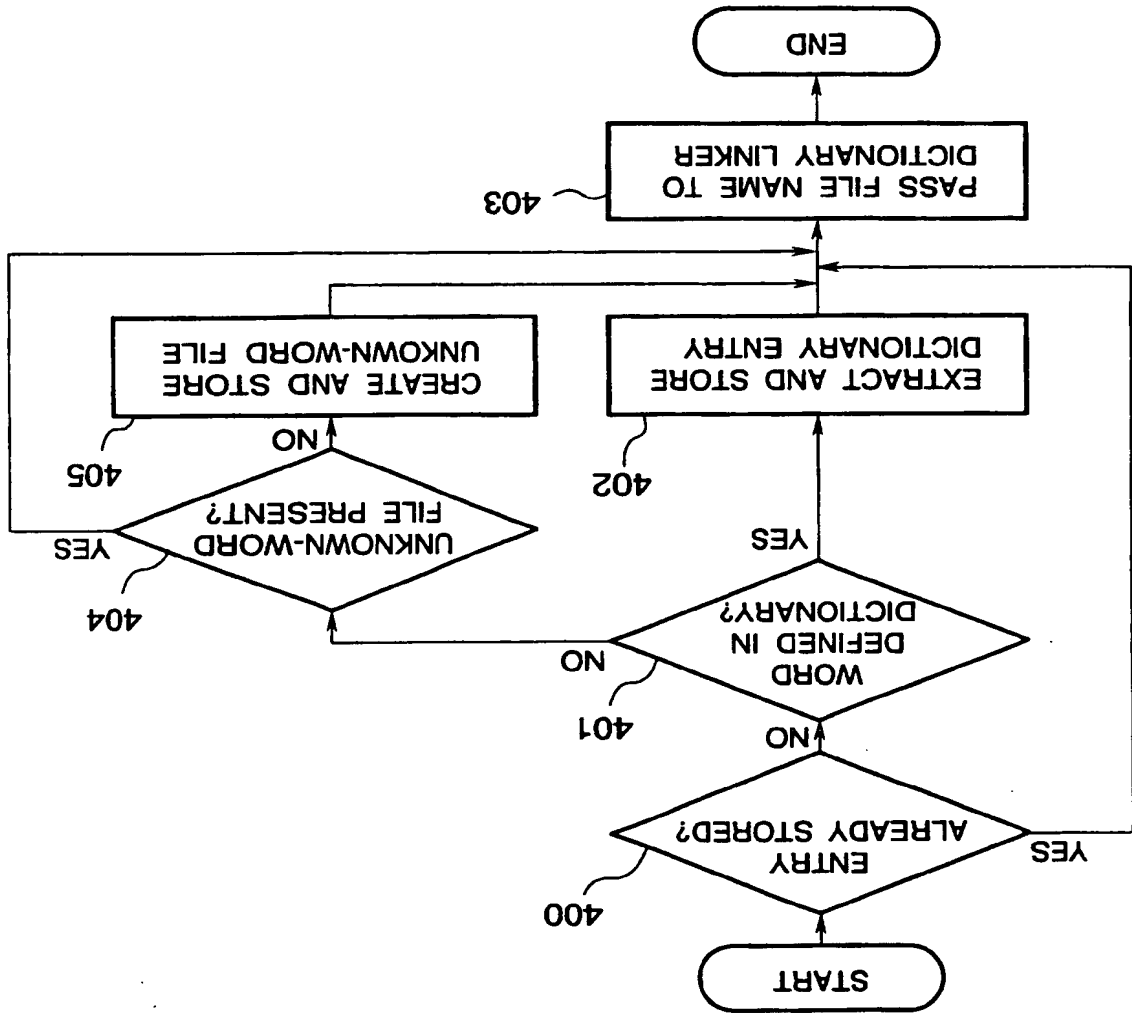 START
400
ENTRY
ALREADY STORED?
YES
NO
401
WORD
DEFINED IN
DICTIONARY?
NO
YES
404
UNKNOWN-WORD
FILE PRESENT?
YES
NO
402
EXTRACT AND STORE
DICTIONARY ENTRY
405
CREATE AND STORE
UNKOWN-WORD FILE
403
PASS FILE NAME TO
DICTIONARY LINKER
END